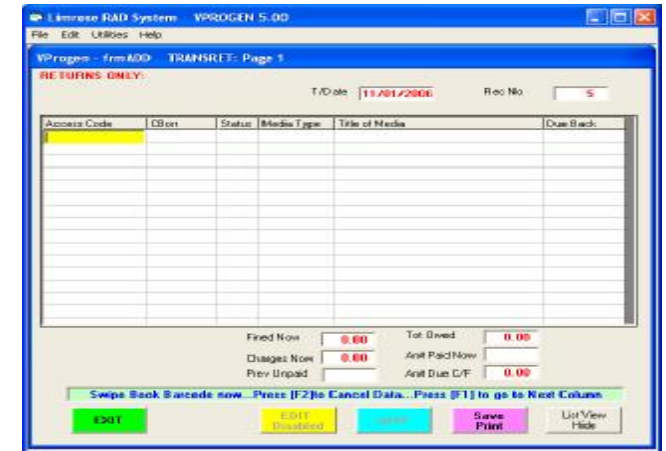 Limrose RAD System VPROGEN 5.00
File Edit Utilities Help
VProgen - frmADD TRANSRET: Page 1
RETURNS ONLY:
T/Date 11/01/2006 Rec No 5
Access Code Status Media Type Title of Media Due Back
Fined Now 0.00 Tot Owed 0.00
Charges Now 0.00 Amt Paid Now
Prev Unpaid Amt Due C/F 0.00
Swipe Book Barcode now...Press [F2]to Cancel Data...Press [F1] to go to Next Column
EXIT EDIT Disabled Save Print List View Hide